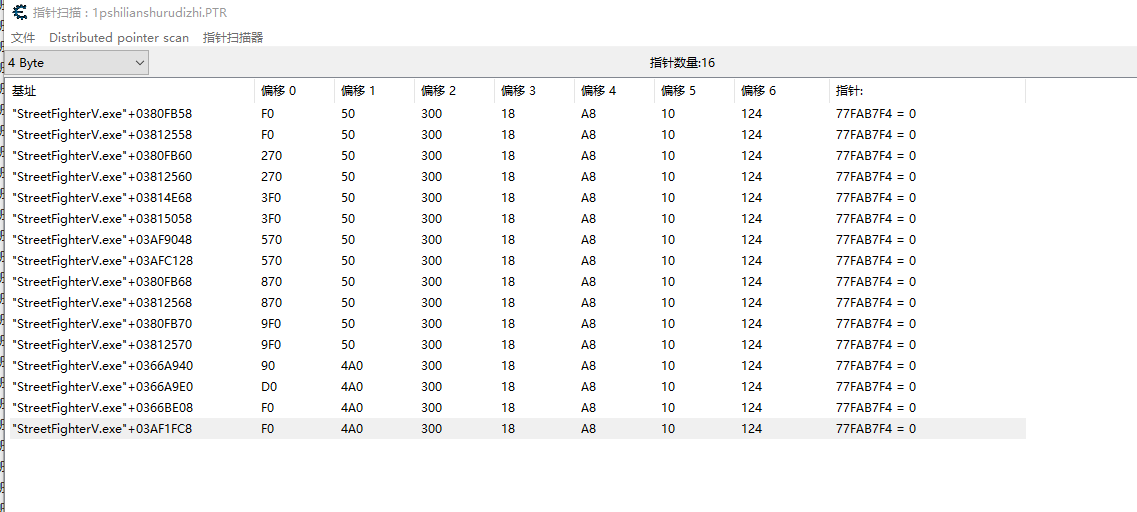 指针扫描 : 1pshilianshurudizhi.PTR
文件 Distributed pointer scan 指针扫描器
4 Byte 指针数量:16
基址 偏移 0 偏移 1 偏移 2 偏移 3 偏移 4 偏移 5 偏移 6 指针:
"StreetFighterV.exe"+0380FB58 F0 50 300 18 A8 10 124 77FAB7F4 = 0
"StreetFighterV.exe"+03812558 F0 50 300 18 A8 10 124 77FAB7F4 = 0
"StreetFighterV.exe"+0380FB60 270 50 300 18 A8 10 124 77FAB7F4 = 0
"StreetFighterV.exe"+03812560 270 50 300 18 A8 10 124 77FAB7F4 = 0
"StreetFighterV.exe"+03814E68 3F0 50 300 18 A8 10 124 77FAB7F4 = 0
"StreetFighterV.exe"+03815058 3F0 50 300 18 A8 10 124 77FAB7F4 = 0
"StreetFighterV.exe"+03AF9048 570 50 300 18 A8 10 124 77FAB7F4 = 0
"StreetFighterV.exe"+03AFC128 570 50 300 18 A8 10 124 77FAB7F4 = 0
"StreetFighterV.exe"+0380FB68 870 50 300 18 A8 10 124 77FAB7F4 = 0
"StreetFighterV.exe"+03812568 870 50 300 18 A8 10 124 77FAB7F4 = 0
"StreetFighterV.exe"+0380FB70 9F0 50 300 18 A8 10 124 77FAB7F4 = 0
"StreetFighterV.exe"+03812570 9F0 50 300 18 A8 10 124 77FAB7F4 = 0
"StreetFighterV.exe"+0366A940 90 4A0 300 18 A8 10 124 77FAB7F4 = 0
"StreetFighterV.exe"+0366A9E0 D0 4A0 300 18 A8 10 124 77FAB7F4 = 0
"StreetFighterV.exe"+0366BE08 F0 4A0 300 18 A8 10 124 77FAB7F4 = 0
"StreetFighterV.exe"+03AF1FC8 F0 4A0 300 18 A8 10 124 77FAB7F4 = 0